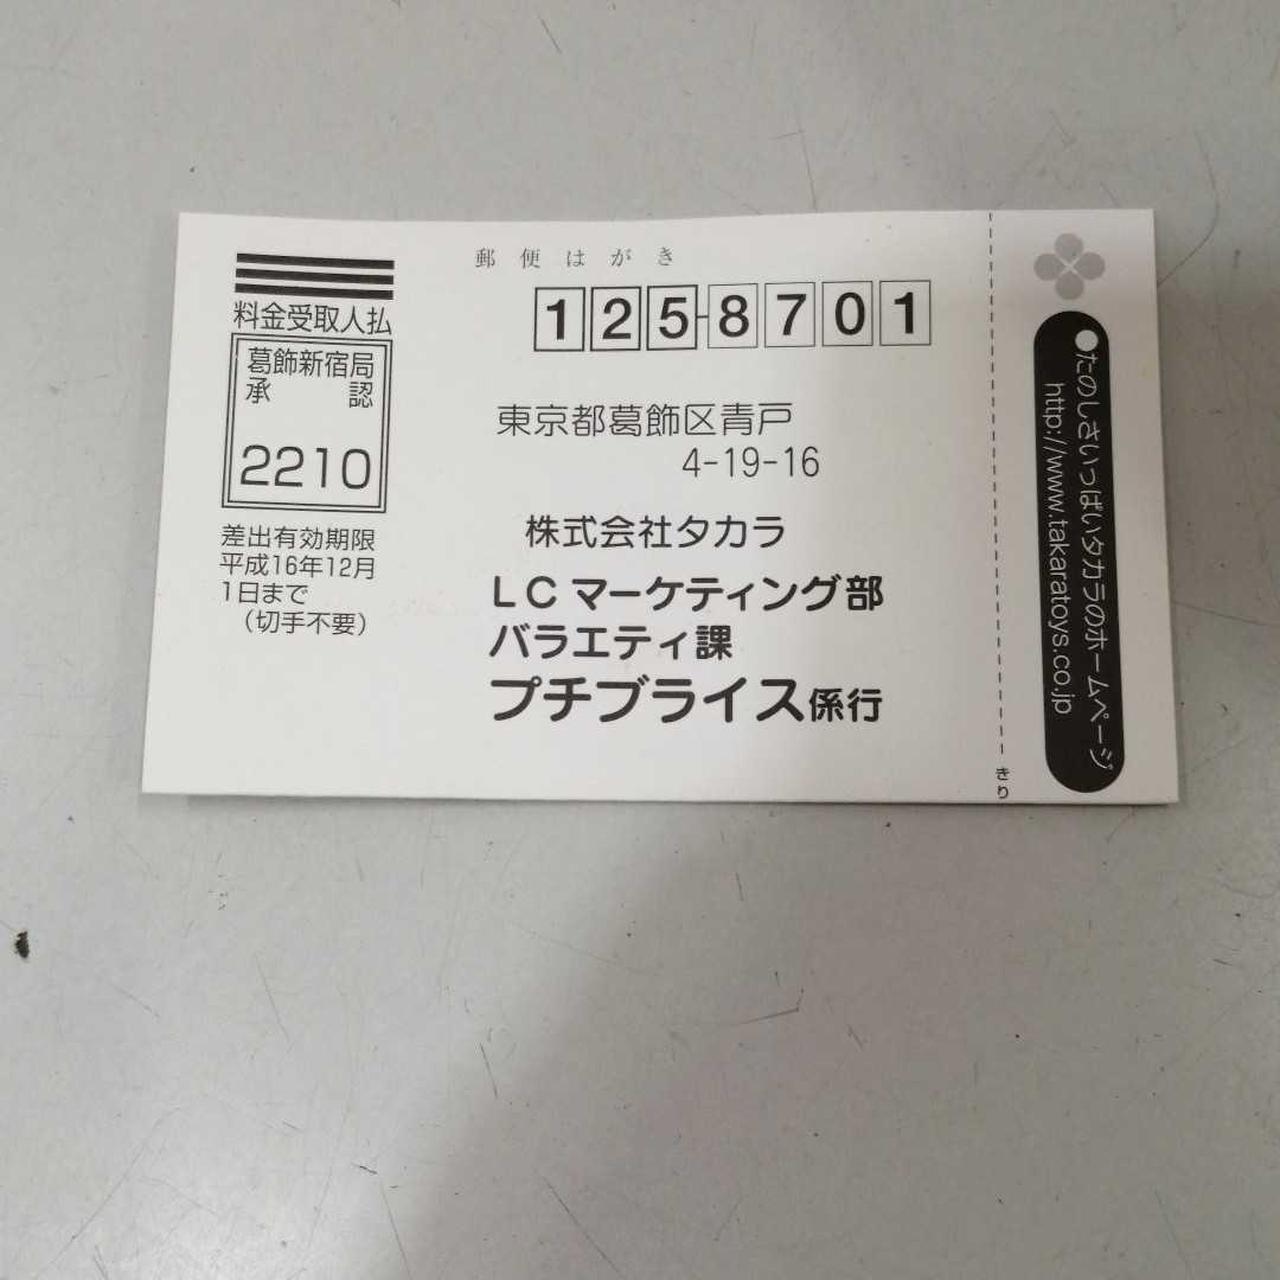 郵便はがき
1258701
料金受取人払
葛飾新宿局
承 認
2210
差出有効期限
平成16年12月
1日まで
（切手不要）
東京都葛飾区青戸
4-19-16
株式会社タカラ
LCマーケティング部
バラエティ課
プチブライス係行
きり
●たのしさいっぱいタカラのホームページ
http://www.takaratoys.co.jp